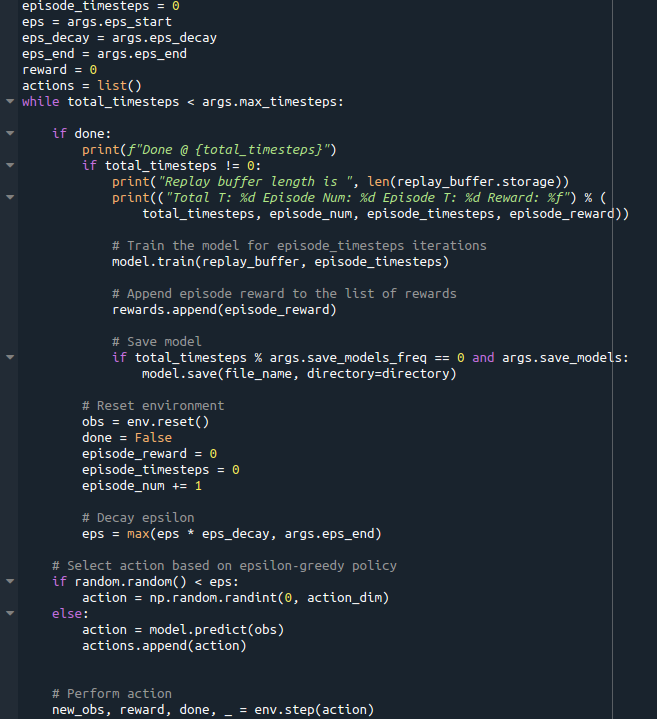 episode_timesteps = 0
eps = args.eps_start
eps_decay = args.eps_decay
eps_end = args.eps_end
reward = 0
actions = list()
while total_timesteps < args.max_timesteps:
if done:
print(f"Done @ {total_timesteps}")
if total_timesteps != 0:
print("Replay buffer length is ", len(replay_buffer.storage))
print(("Total T: %d Episode Num: %d Episode T: %d Reward: %f") % (
total_timesteps, episode_num, episode_timesteps, episode_reward))
# Train the model for episode_timesteps iterations
model.train(replay_buffer, episode_timesteps)
# Append episode reward to the list of rewards
rewards.append(episode_reward)
# Save model
if total_timesteps % args.save_models_freq == 0 and args.save_models:
model.save(file_name, directory=directory)
# Reset environment
obs = env.reset()
done = False
episode_reward = 0
episode_timesteps = 0
episode_num += 1
# Decay epsilon
eps = max(eps * eps_decay, args.eps_end)
# Select action based on epsilon-greedy policy
if random.random() < eps:
action = np.random.randint(0, action_dim)
else:
action = model.predict(obs)
actions.append(action)
# Perform action
new_obs, reward, done, _ = env.step(action)